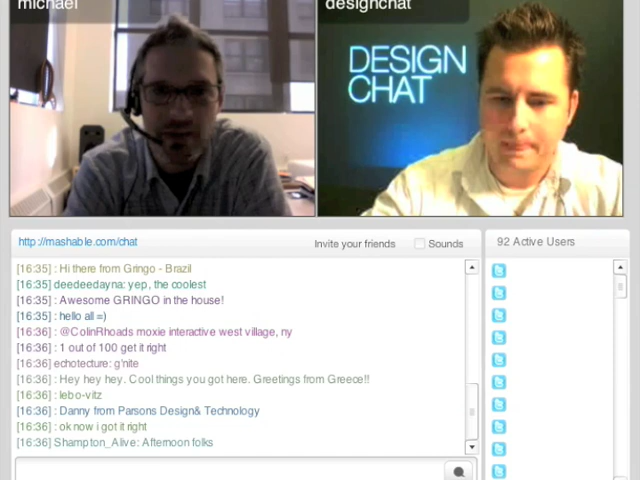 michael
designchat
DESIGN
CHAT
http://mashable.com/chat
Invite your friends
Sounds
92 Active Users
[16:35] : Hi there from Gringo - Brazil
[16:35] deedeedayna: yep, the coolest
[16:35] : Awesome GRINGO in the house!
[16:35] : hello all =)
[16:36] : @ColinRhoads moxie interactive west village, ny
[16:36] : 1 out of 100 get it right
[16:36] echotecture: g'nite
[16:36] : Hey hey hey. Cool things you got here. Greetings from Greece!!
[16:36] : lebo-vitz
[16:36] : Danny from Parsons Design& Technology
[16:36] : ok now i got it right
[16:36] Shampton_Alive: Afternoon folks